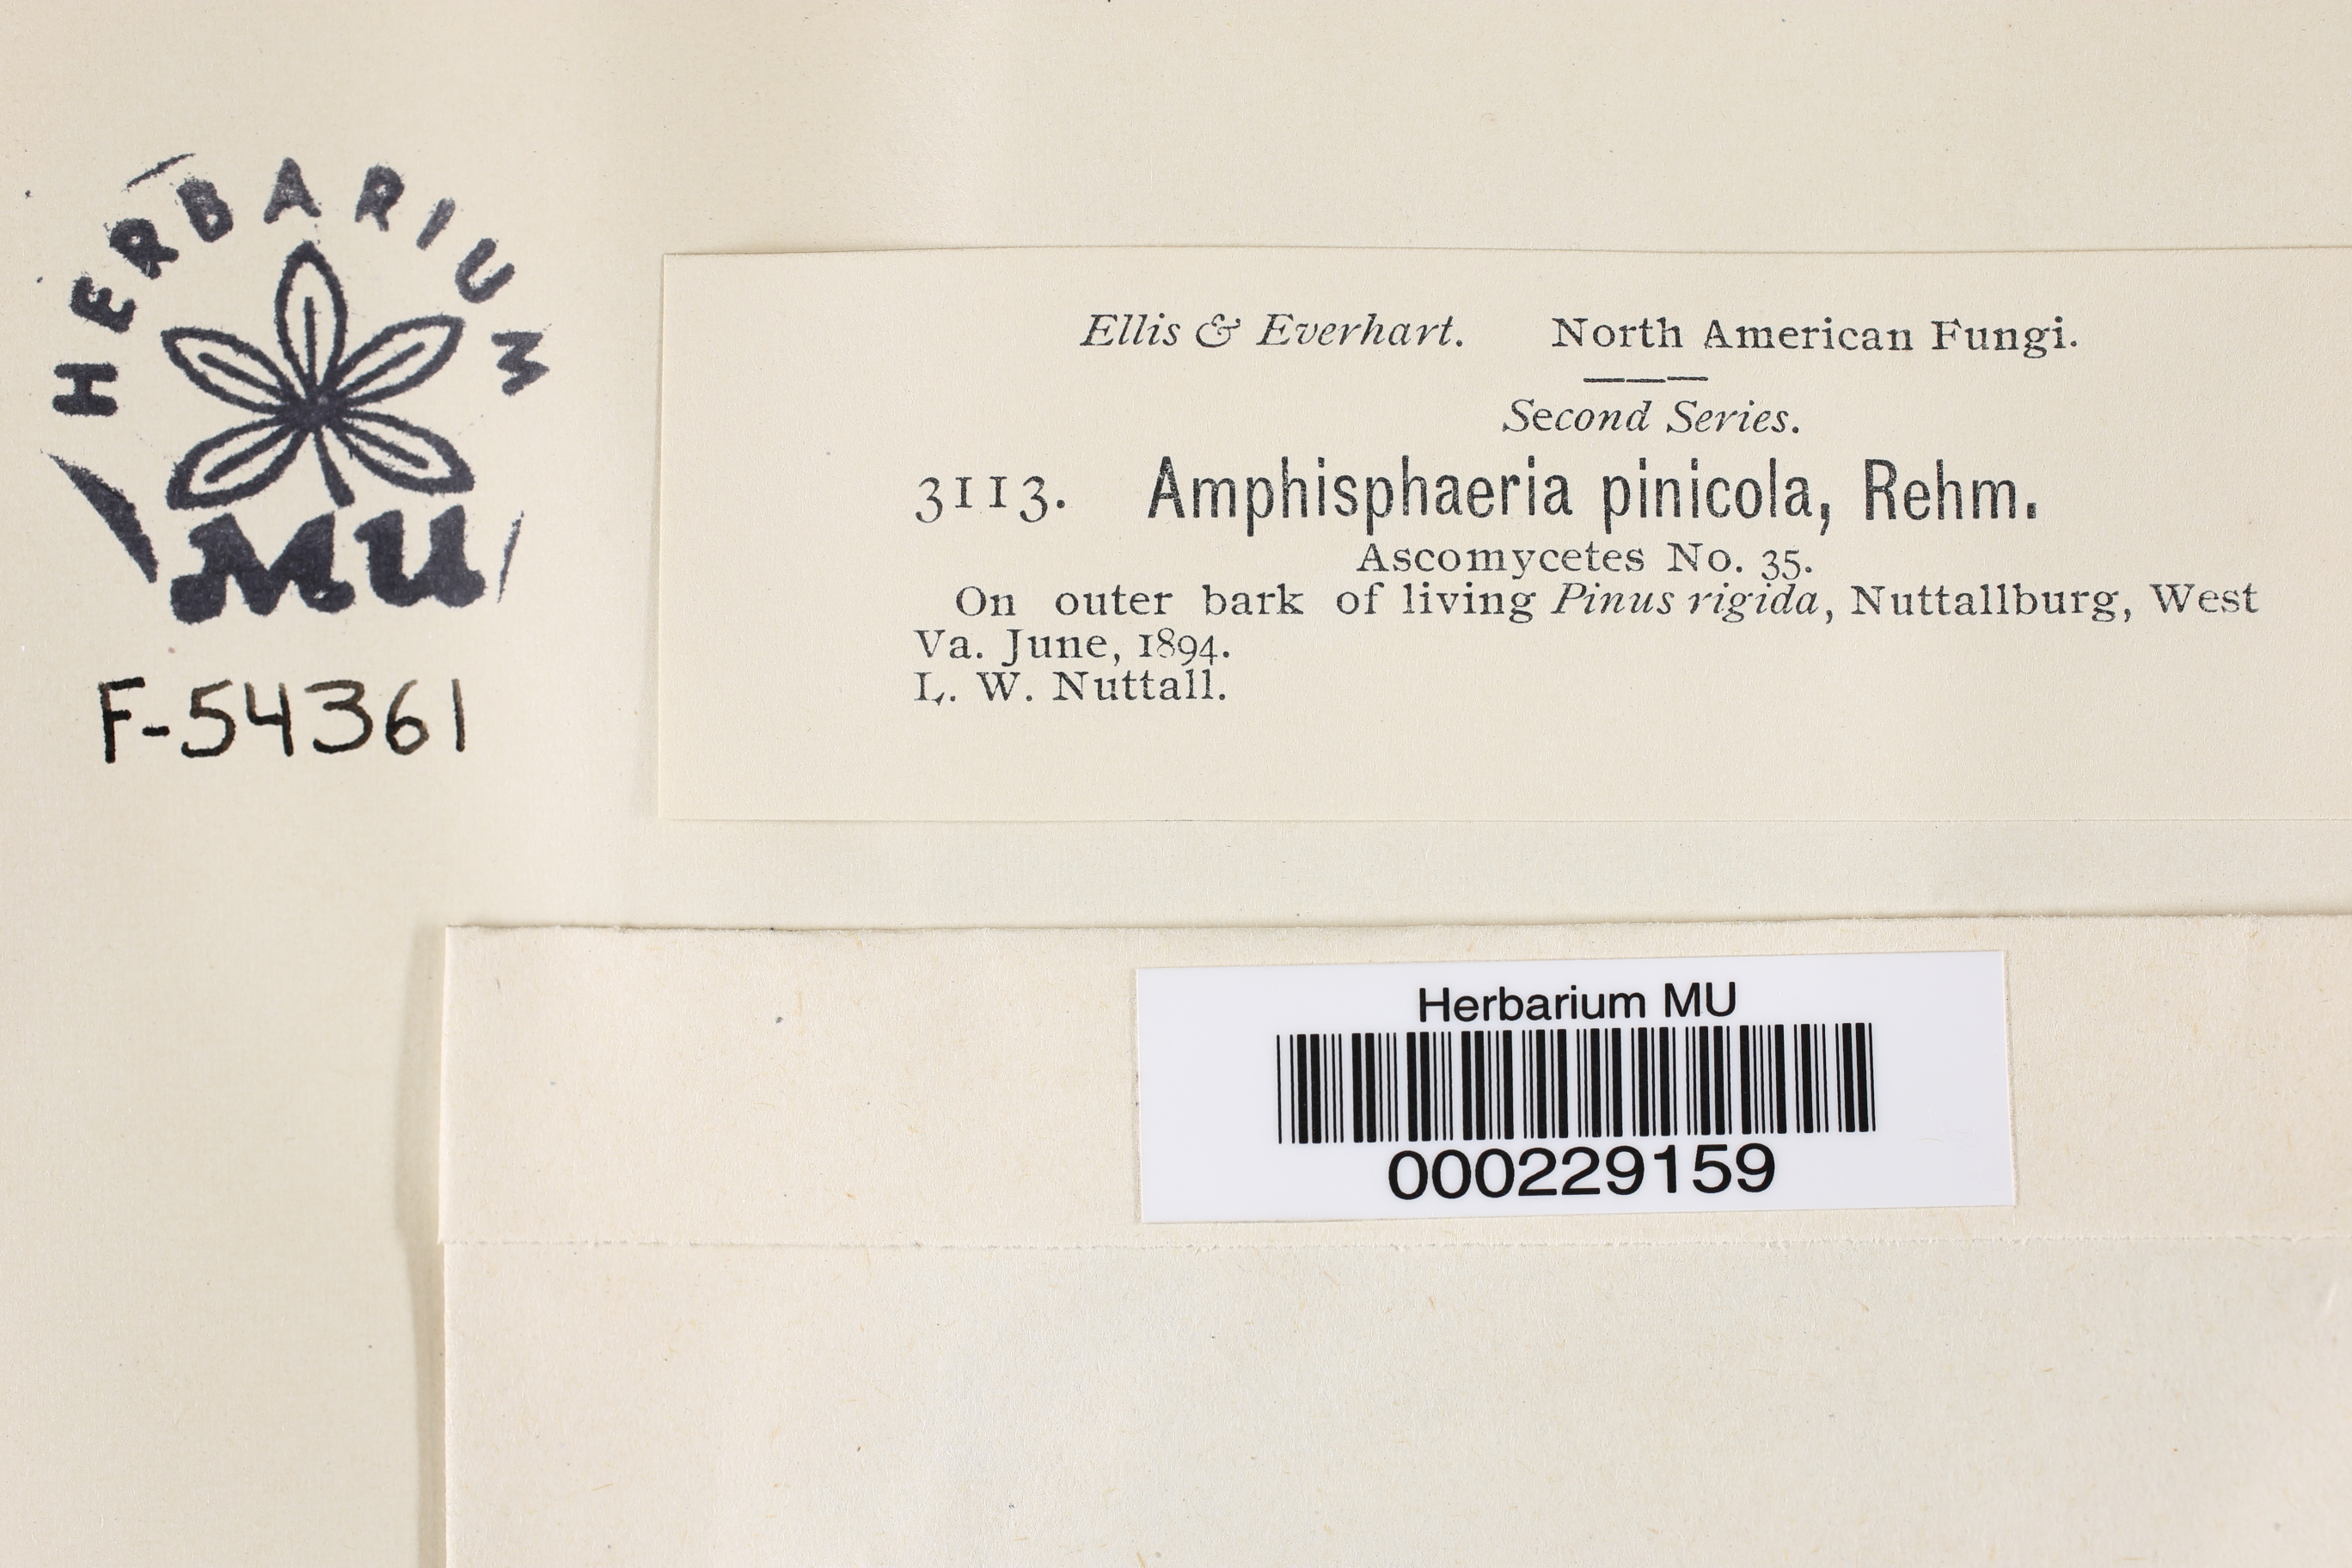 HERBARIUM
MU
F-54361
Ellis & Everhart. North American Fungi.
Second Series.
3113. Amphisphaeria pinicola, Rehm.
Ascomycetes No. 35.
On outer bark of living Pinus rigida, Nuttallburg, West
Va. June, 1894.
L. W. Nuttall.
Herbarium MU
000229159